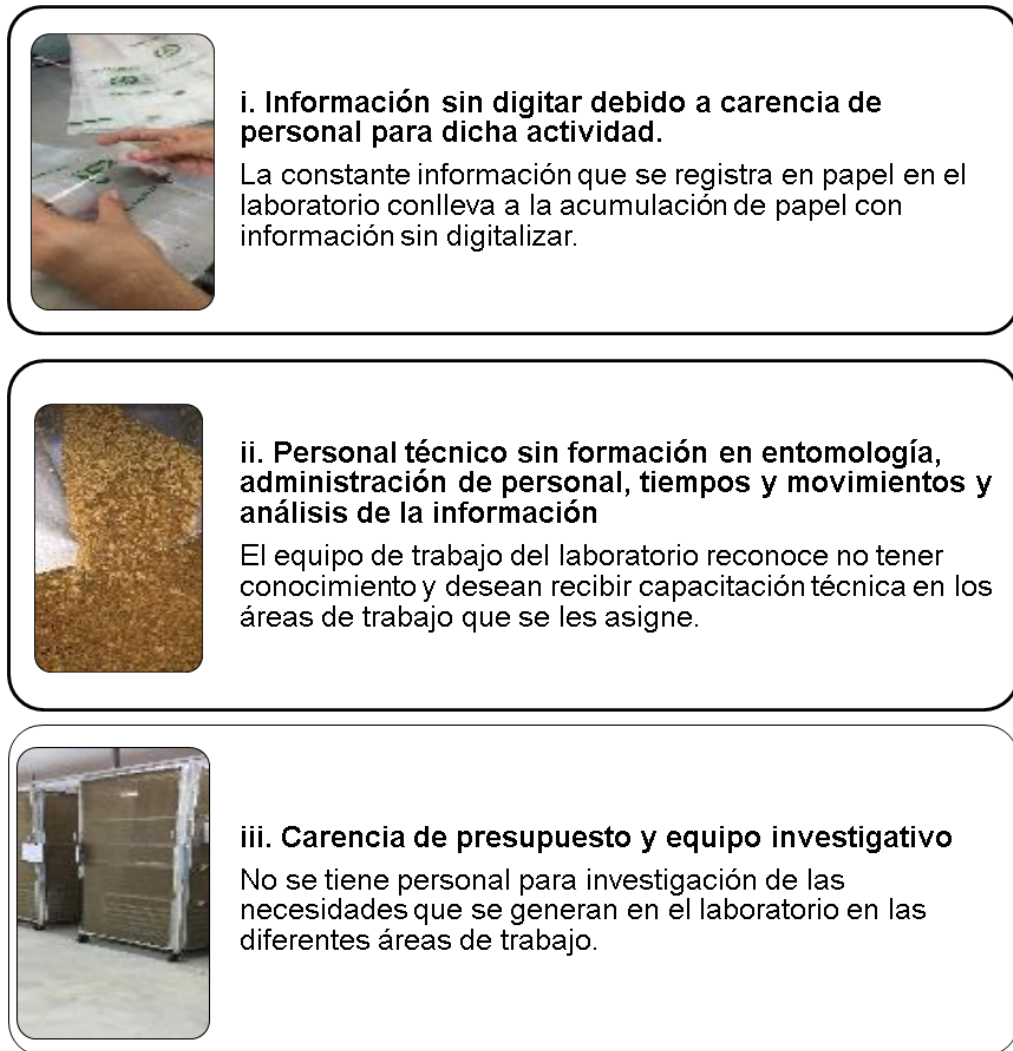 i. Información sin digitar debido a carencia de
personal para dicha actividad.
La constante información que se registra en papel en el
laboratorio conlleva a la acumulación de papel con
información sin digitalizar.
ii. Personal técnico sin formación en entomología,
administración de personal, tiempos y movimientos y
análisis de la información
El equipo de trabajo del laboratorio reconoce no tener
conocimiento y desean recibir capacitación técnica en los
áreas de trabajo que se les asigne.
iii. Carencia de presupuesto y equipo investigativo
No se tiene personal para investigación de las
necesidades que se generan en el laboratorio en las
diferentes áreas de trabajo.